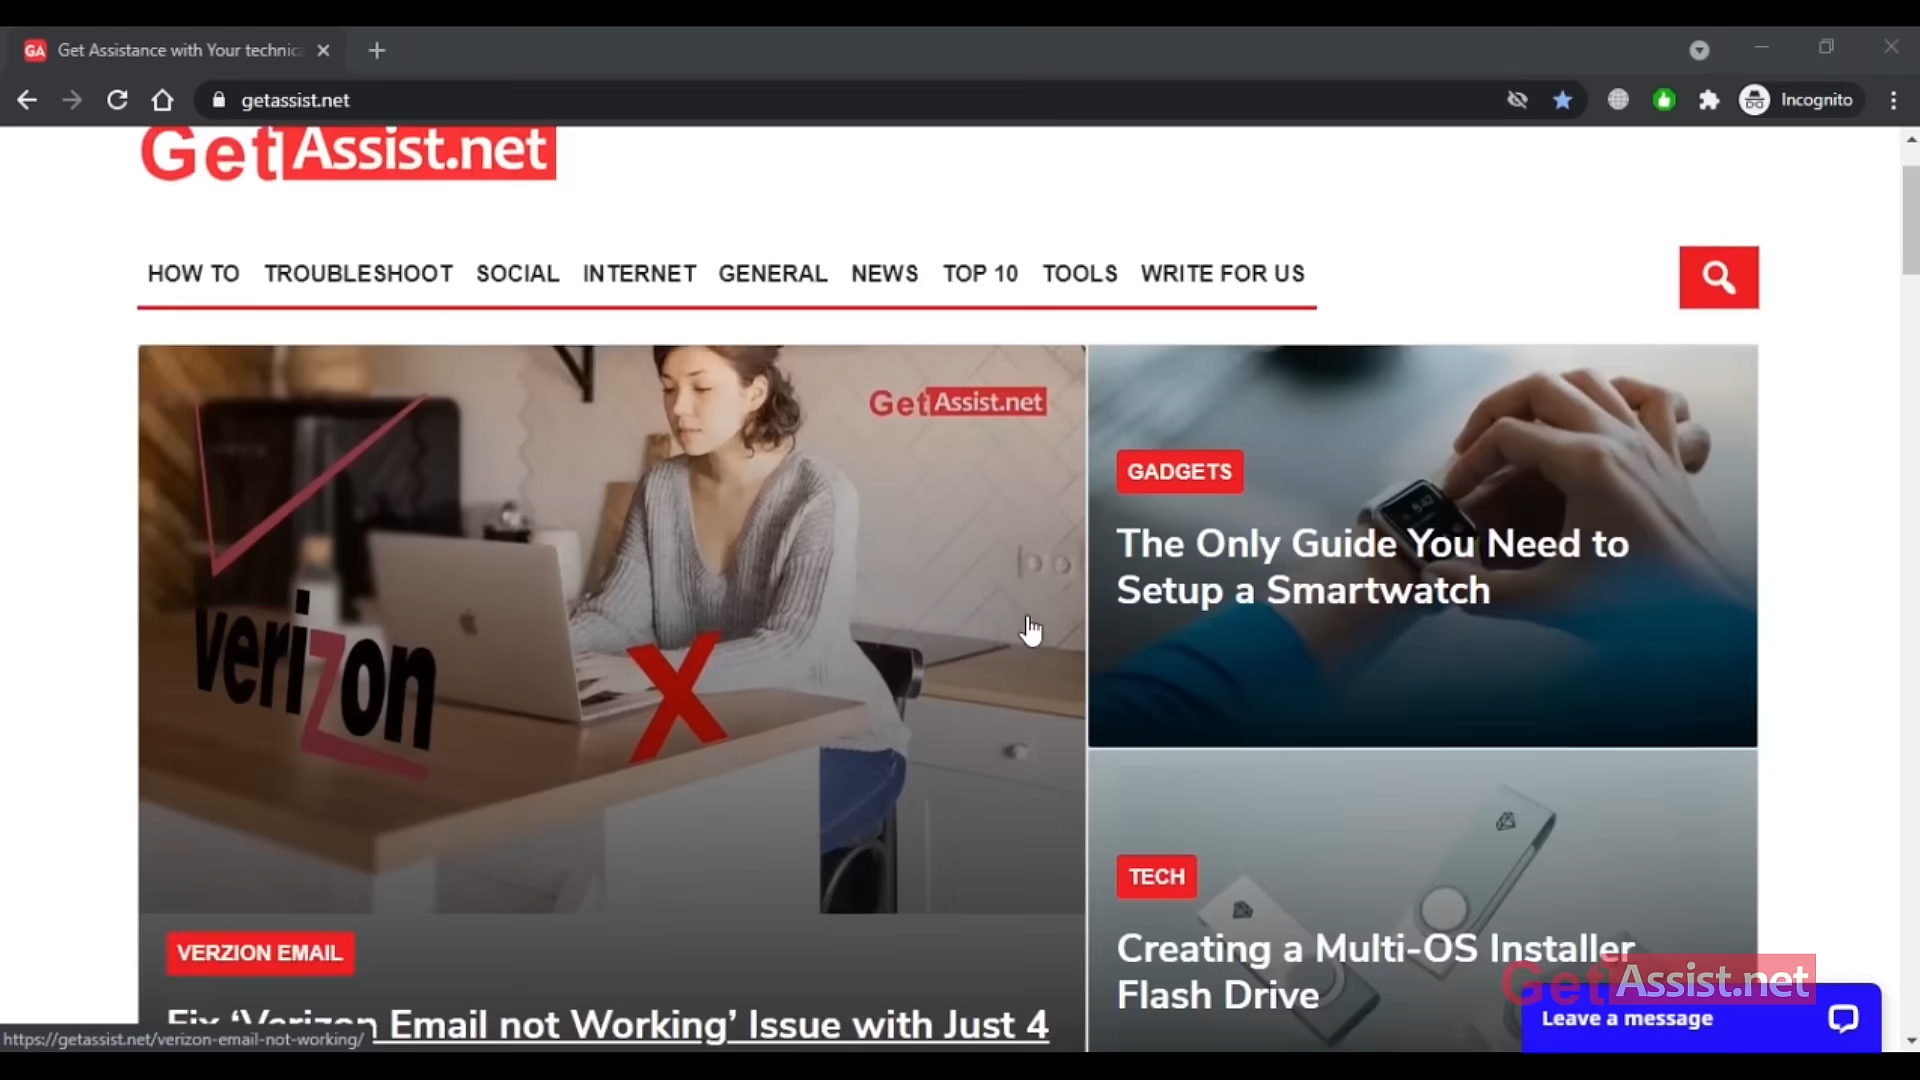 GA Get Assistance with Your technic
getassist.net
Incognito
GetAssist.net
HOW TO TROUBLESHOOT SOCIAL INTERNET GENERAL NEWS TOP 10 TOOLS WRITE FOR US
GetAssist.net
verizon
X
VERZION EMAIL
Fix ‘Verizon Email not Working’ Issue with Just 4
GADGETS
The Only Guide You Need to
Setup a Smartwatch
TECH
Creating a Multi-OS Installer
Flash Drive
GetAssist.net
Leave a message
https://getassist.net/verizon-email-not-working/